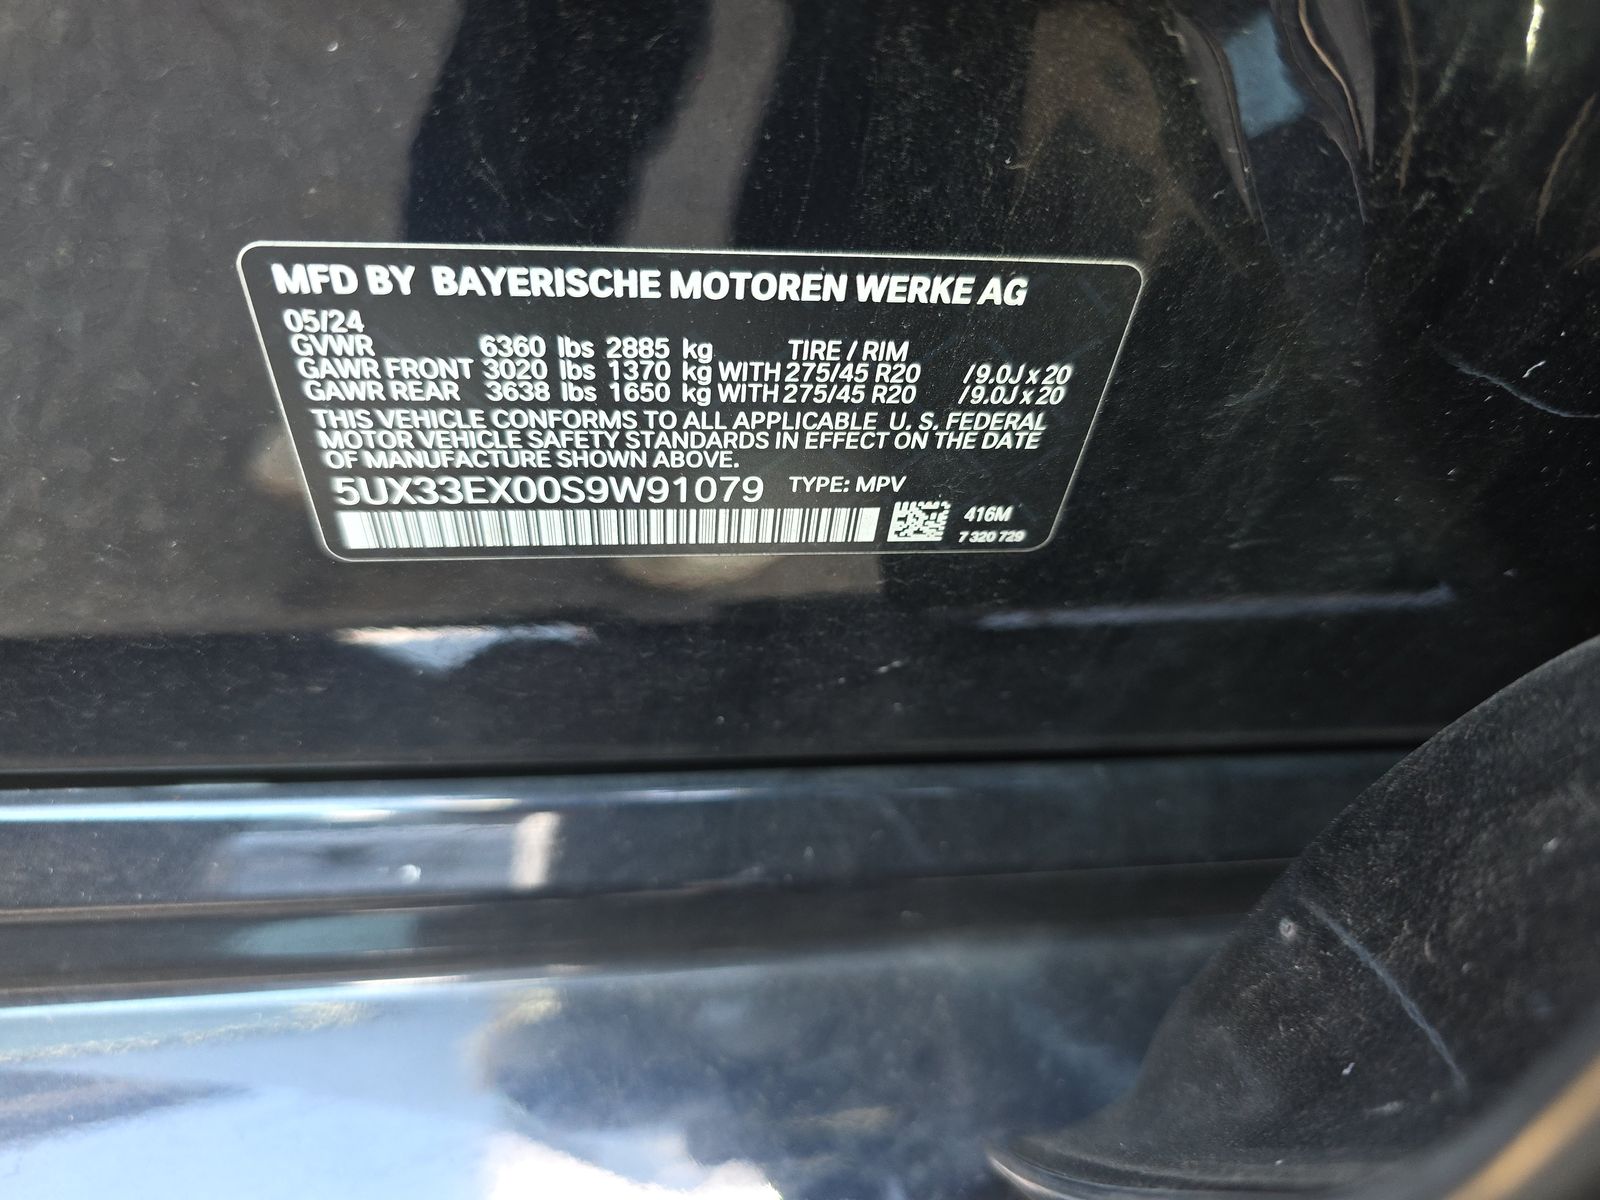 MFD BY BAYERISCHE MOTOREN WERKE AG
05/24
GVWR 6360 lbs 2885 kg TIRE / RIM
GAWR FRONT 3020 lbs 1370 kg WITH 275/45 R20 / 9.0J x 20
GAWR REAR 3638 lbs 1650 kg WITH 275/45 R20 / 9.0J x 20
THIS VEHICLE CONFORMS TO ALL APPLICABLE U. S. FEDERAL
MOTOR VEHICLE SAFETY STANDARDS IN EFFECT ON THE DATE
OF MANUFACTURE SHOWN ABOVE.
5UX33EX00S9W91079 TYPE: MPV
416M
7 320 729